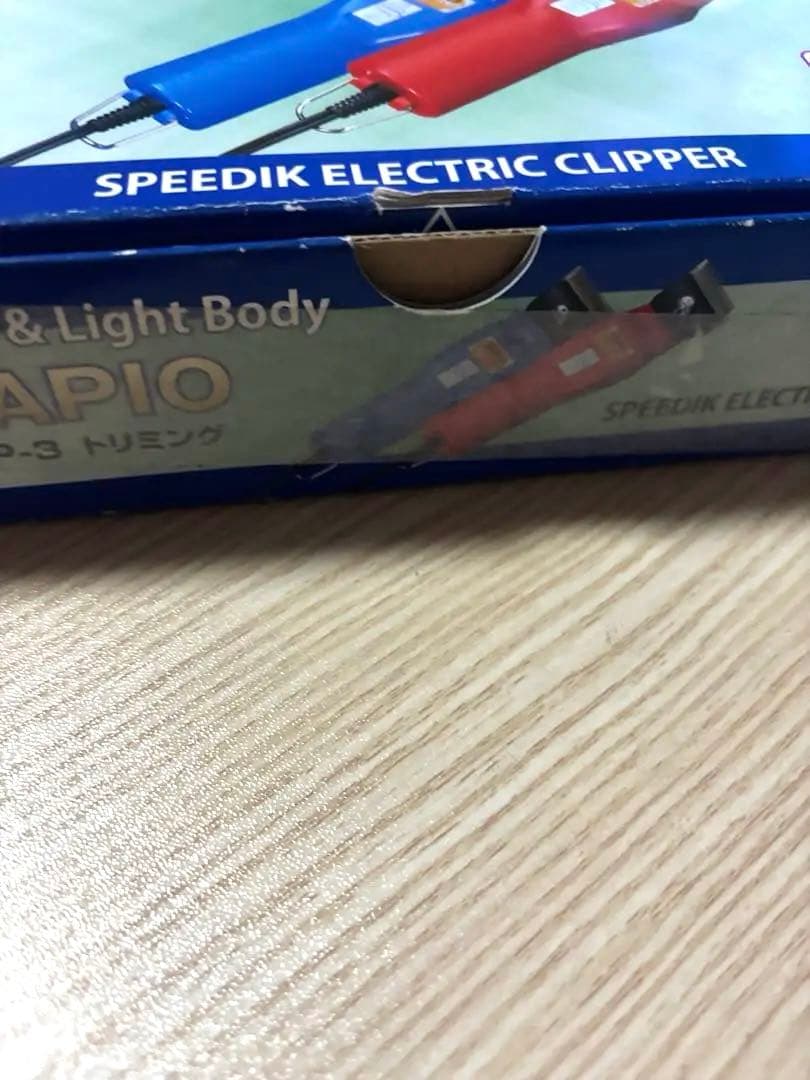 SPEEDIK ELECTRIC CLIPPER
& Light Body
APIO
P-3 トリミング
SPEEDIK ELECT